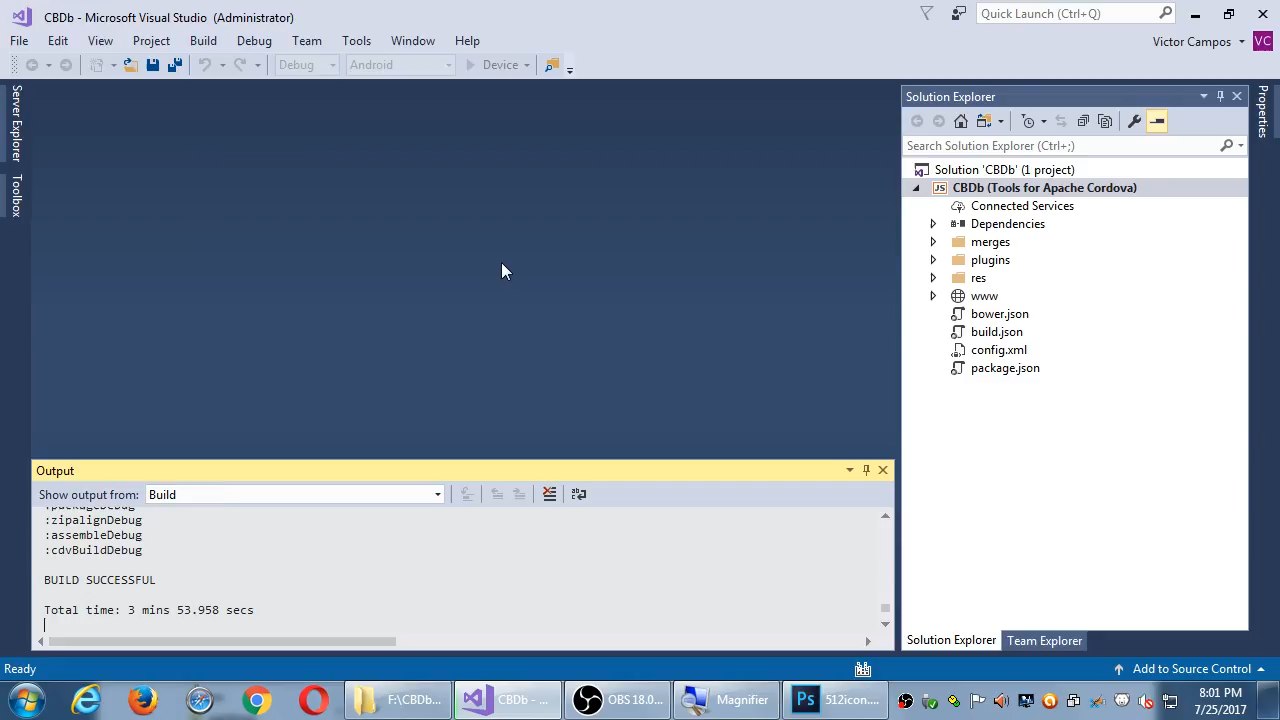 CBDb - Microsoft Visual Studio (Administrator)
Quick Launch (Ctrl+Q)
File Edit View Project Build Debug Team Tools Window Help
Victor Campos VC
Debug Android Device
Server Explorer
Toolbox
Solution Explorer
Properties
Search Solution Explorer (Ctrl+;)
Solution 'CBDb' (1 project)
JS CBDb (Tools for Apache Cordova)
Connected Services
Dependencies
merges
plugins
res
www
bower.json
build.json
config.xml
package.json
Output
Show output from: Build
:packageDebug
:zipalignDebug
:assembleDebug
:cdvBuildDebug
BUILD SUCCESSFUL
Total time: 3 mins 53.958 secs
Solution Explorer Team Explorer
Ready
Add to Source Control
F:\CBDb...
CBDb - ...
OBS 18.0...
Magnifier
Ps 512icon....
8:01 PM
7/25/2017